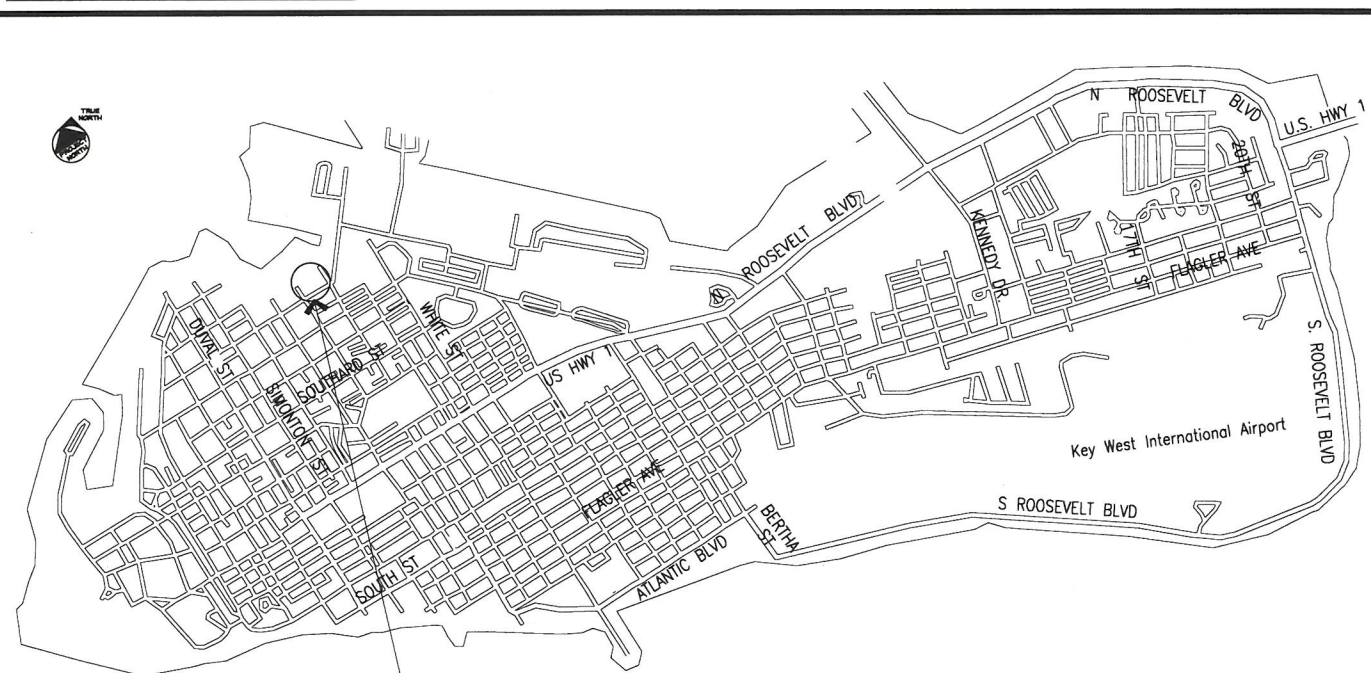 TRUE
NORTH
PROJECT
NORTH
N ROOSEVELT BLVD
U.S. HWY 1
20TH ST
ROOSEVELT BLVD
N
KENNEDY DR
17TH ST
FLAGLER AVE
WHITE ST
DUVAL ST
SOUTHARD ST
SIMONTON ST
US HWY 1
S. ROOSEVELT BLVD
Key West International Airport
FLAGLER AVE
S ROOSEVELT BLVD
BERTHA ST
ATLANTIC BLVD
SOUTH ST